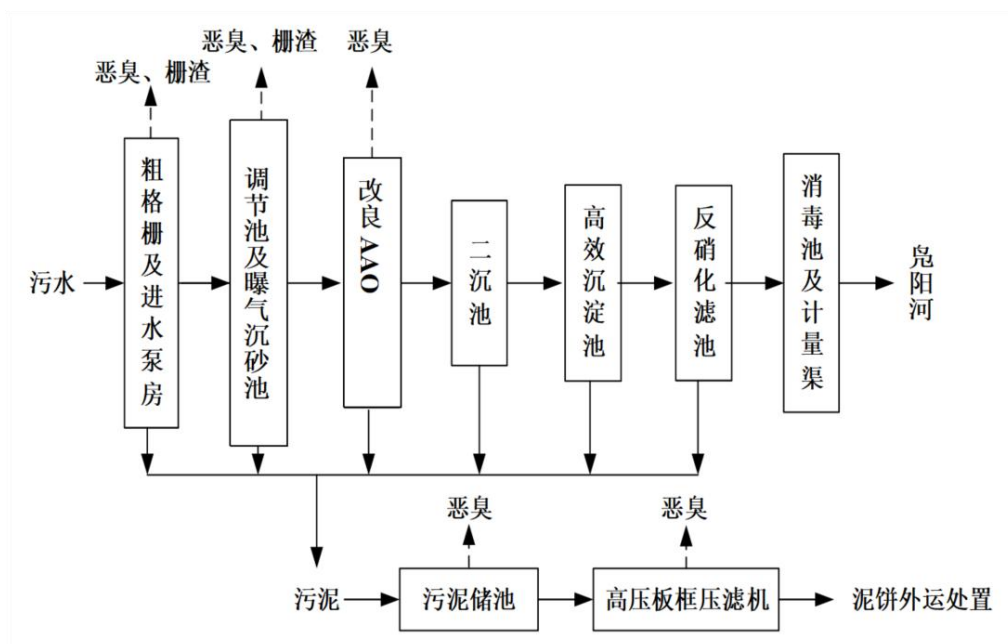 恶臭、栅渣
恶臭、栅渣
恶臭
污水
粗格栅及进水泵房
调节池及曝气沉砂池
改良AAO
二沉池
高效沉淀池
反硝化滤池
消毒池及计量渠
凫阳河
恶臭
恶臭
污泥
污泥储池
高压板框压滤机
泥饼外运处置